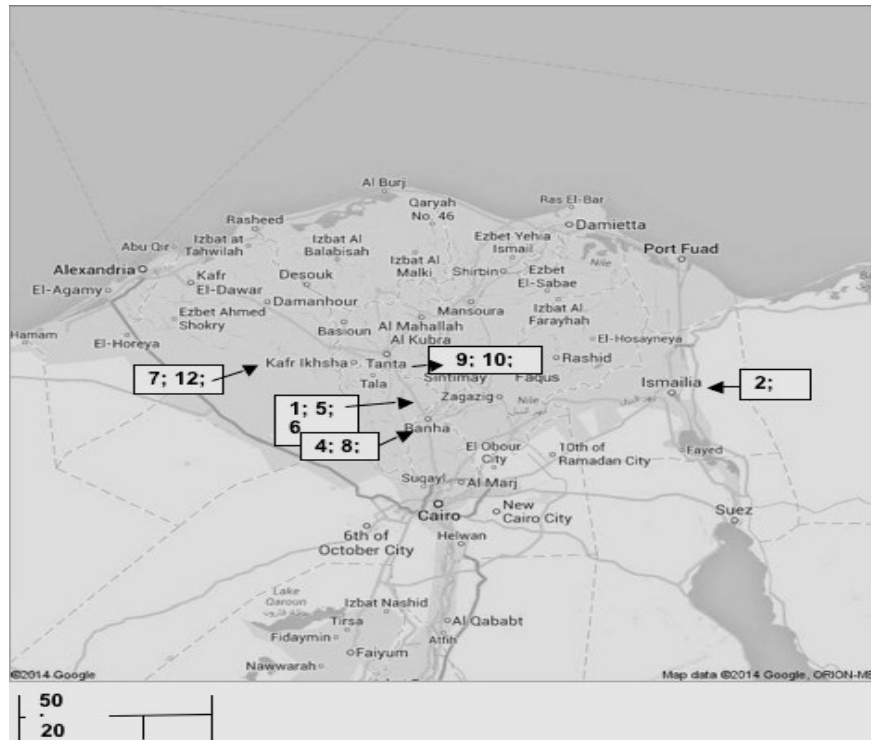 Al Burj
Qaryah
No. 46
Ras El-Bar
Damietta
Rasheed
Abu Qir
Izbat at
Tahwilah
Izbat Al
Balabisah
Ezbet Yehia
Ismail
Nile
Port Fuad
Alexandria
El-Agamy
Kafr
El-Dawar
Desouk
Izbat Al
Malki
Shirbin
Ezbet
El-Sabae
Damanhour
Ezbet Ahmed
Shokry
Basioun
Mansoura
Izbat Al
Farayhah
Hamam
El-Horeya
Al Mahallah
Al Kubra
El-Hosayneya
Kafr Ikhsha
Tanta
9; 10;
Rashid
7; 12;
Tala
Sintimay
Faqus
Ismailia
2;
1; 5;
6
Zagazig
Nile
Banha
4; 8;
El Obour
City
10th of
Ramadan City
Fayed
Suqayl
Al Marj
Cairo
New
Cairo City
Suez
6th of
October City
Helwan
Lake
Qaroun
Izbat Nashid
Tirsa
Al Qababt
Fidaymin
Atfih
Faiyum
Nawwarah
©2014 Google
Map data ©2014 Google, ORION-ME
50
20